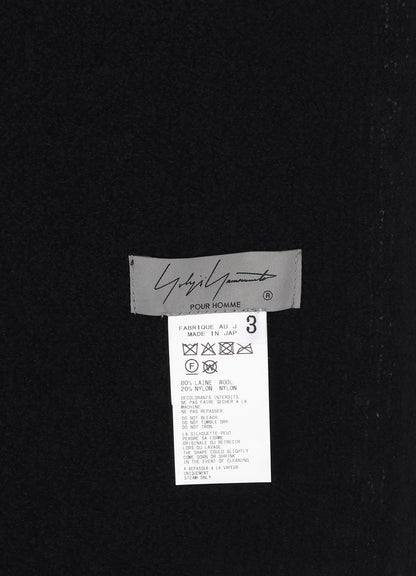 Yohji Yamamoto
POUR HOMME ®
FABRIQUE AU J
MADE IN JAP
3
F W
80% LAINE WOOL
20% NYLON NYLON
DECOLORANTS INTERDITS
NE PAS FAIRE SECHER A LA
MACHINE
NE PAS REPASSER
DO NOT BLEACH
DO NOT TUMBLE DRY
DO NOT IRON
LA SILHOUETTE PEUT
PERDRE SA FORME
ORIGINALE OU RETRECIR
LORS DU LAVAGE
THE SHAPE COULD SLIGHTLY
COME DOWN OR SHRINK
IN THE EVENT OF CLEANING
A REPASSER A LA VAPEUR
UNIQUEMENT
STEAM ONLY